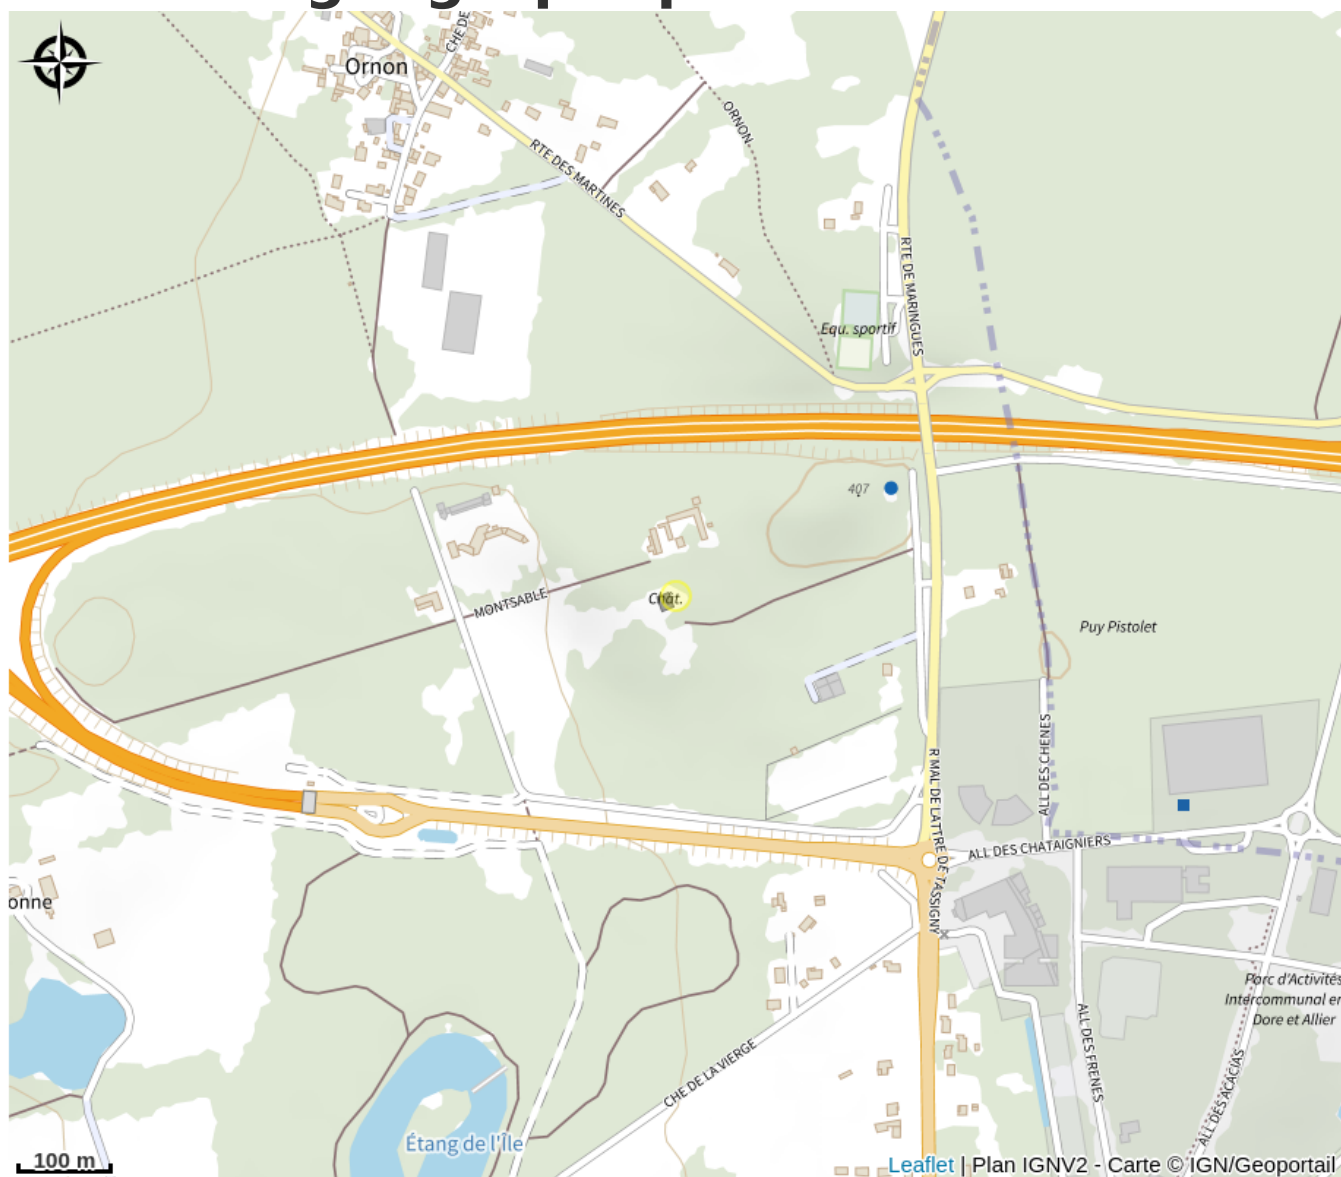 CHE DE
Ornon
ORNON
RTE DES MARTINES
RTE DE MARINGUES
Equ. sportif
407
MONTSABLE
Chât.
Puy Pistolet
ALL DES CHENES
R MAL DE LATTRE DE TASSIGNY
ALL DES CHATAIGNIERS
onne
Parc d'Activités
Intercommunal en
Dore et Allier
ALL DES FRENES
ALL DES ACACIAS
CHE DE LA VIERGE
Étang de l'Île
100 m
Leaflet | Plan IGNV2 - Carte © IGN/Geoportail